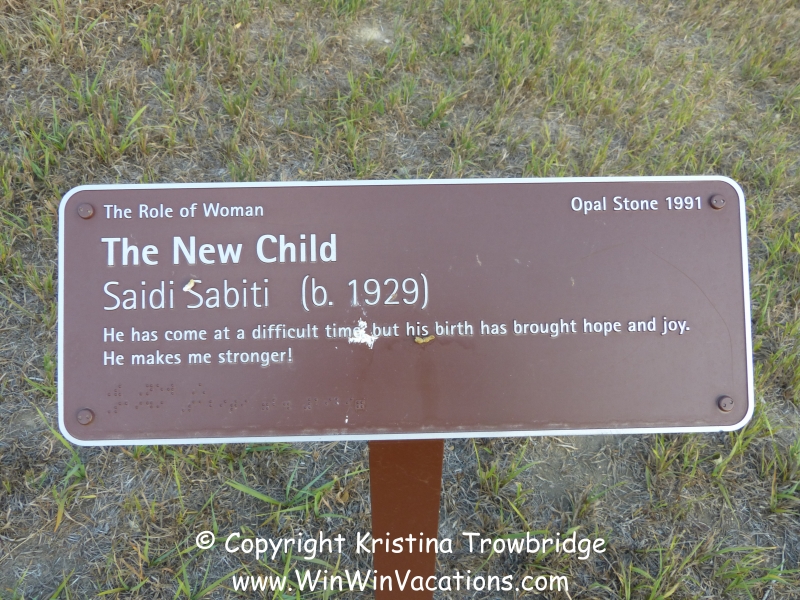 The Role of Woman
Opal Stone 1991
The New Child
Saidi Sabiti (b. 1929)
He has come at a difficult time, but his birth has brought hope and joy.
He makes me stronger!
© Copyright Kristina Trowbridge
www.WinWinVacations.com